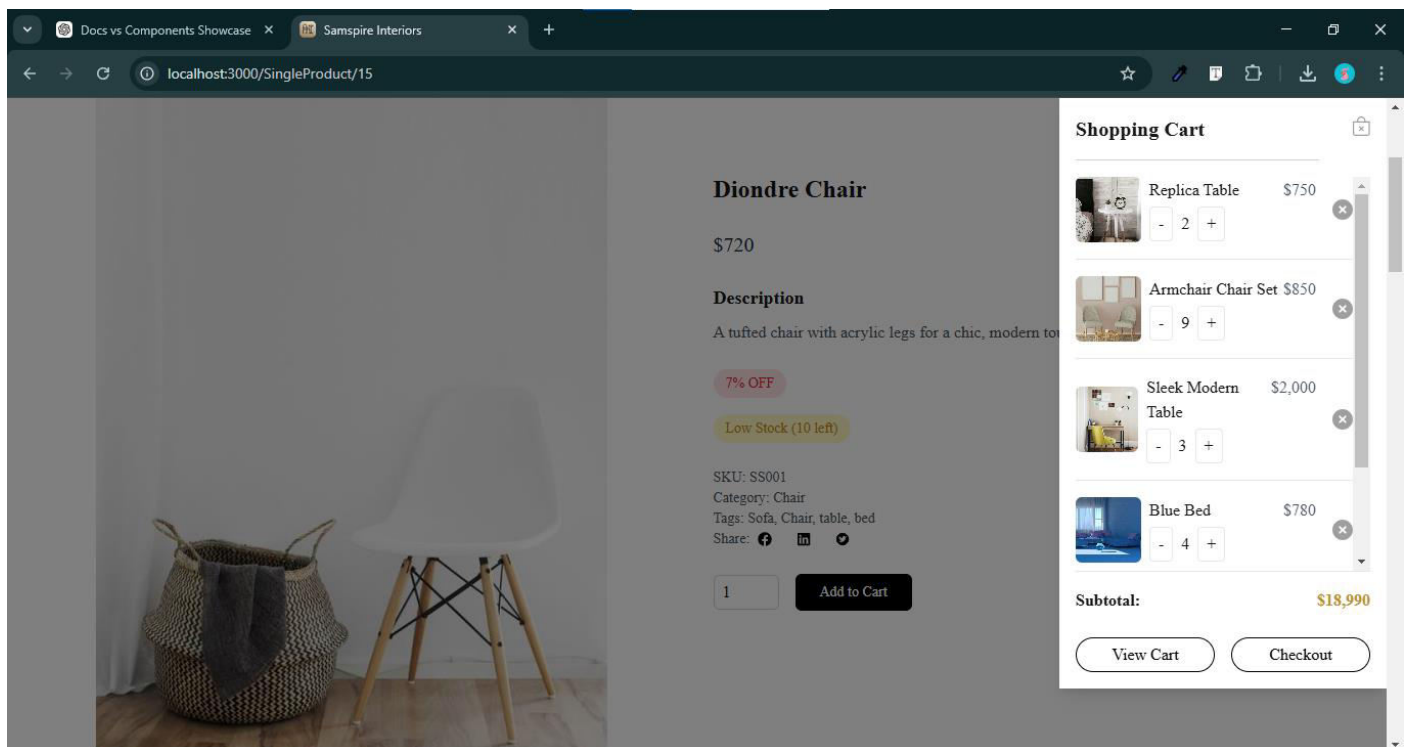 Docs vs Components Showcase
Samspire Interiors
localhost:3000/SingleProduct/15
Diondre Chair
$720
Description
A tufted chair with acrylic legs for a chic, modern
7% OFF
Low Stock (10 left)
SKU: SS001
Category: Chair
Tags: Sofa, Chair, table, bed
Share:
1
Add to Cart
Shopping Cart
Replica Table $750
- 2 +
Armchair Chair Set $850
- 9 +
Sleek Modern $2,000
Table
- 3 +
Blue Bed $780
- 4 +
Subtotal: $18,990
View Cart Checkout